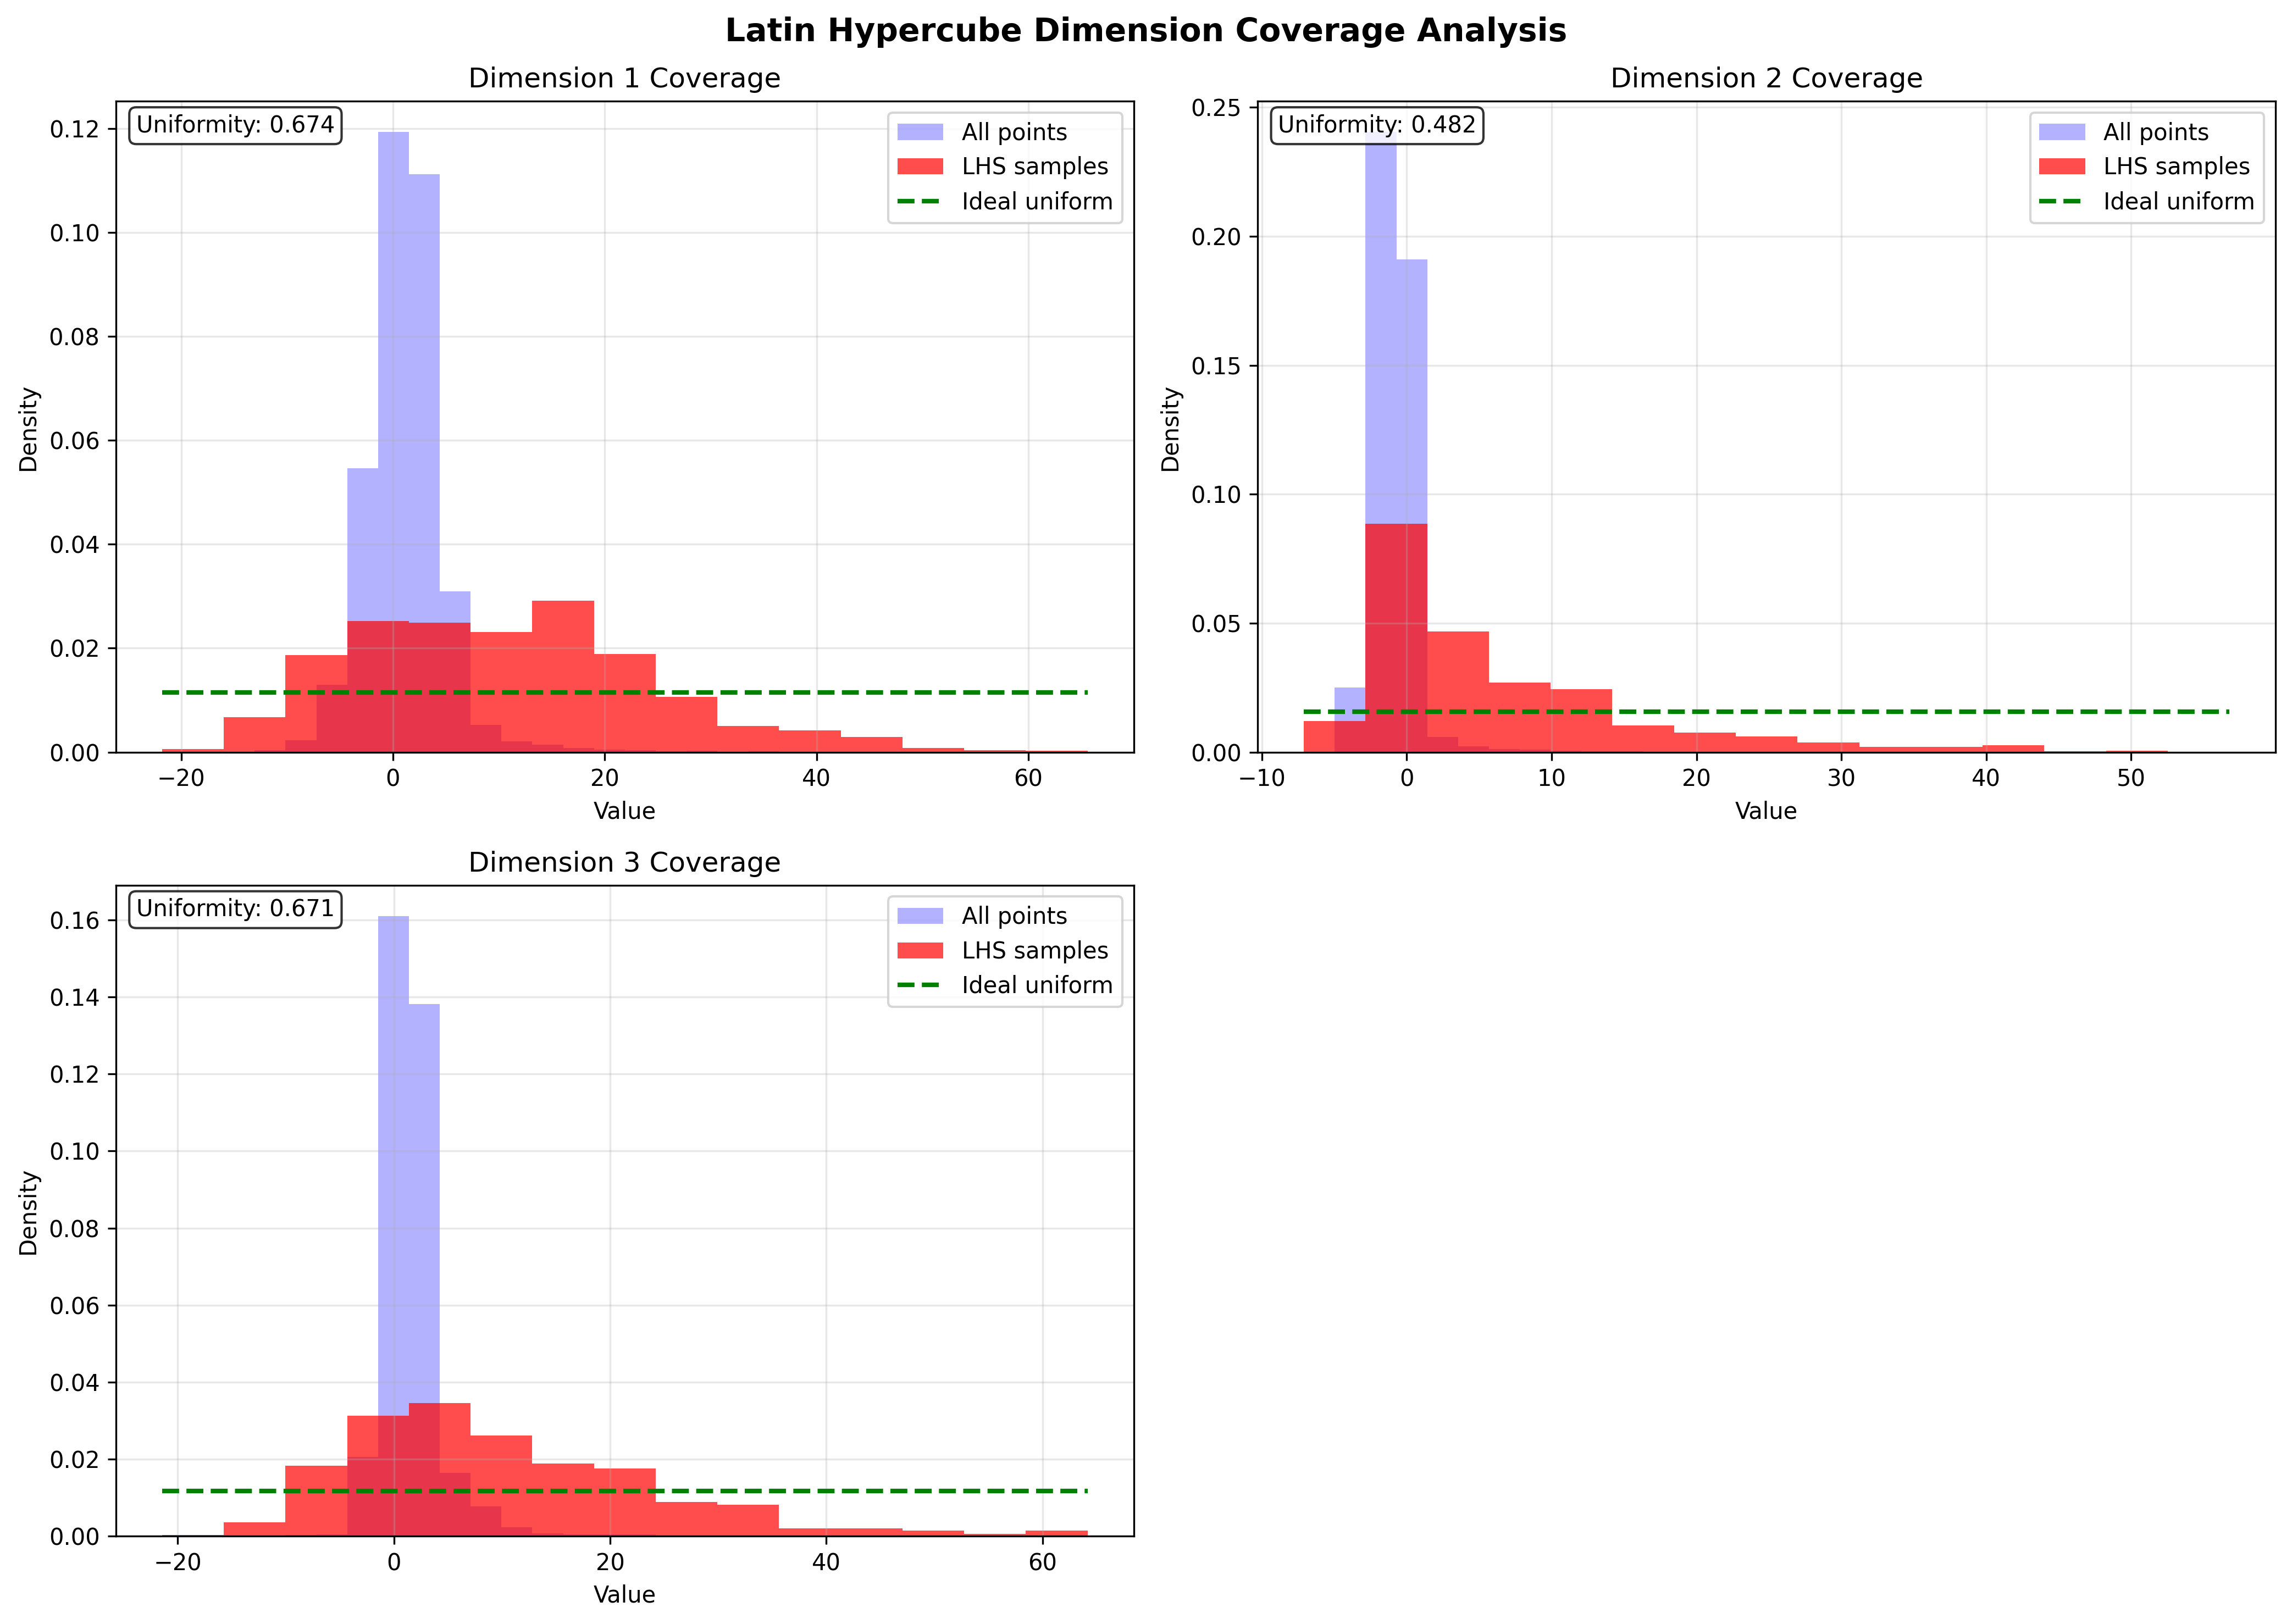 Latin Hypercube Dimension Coverage Analysis
Dimension 1 Coverage
Uniformity: 0.674
All points
LHS samples
Ideal uniform
0.12
0.10
0.08
0.06
0.04
0.02
0.00
Density
−20 0 20 40 60
Value
Dimension 2 Coverage
Uniformity: 0.482
All points
LHS samples
Ideal uniform
0.25
0.20
0.15
0.10
0.05
0.00
Density
−10 0 10 20 30 40 50
Value
Dimension 3 Coverage
Uniformity: 0.671
All points
LHS samples
Ideal uniform
0.16
0.14
0.12
0.10
0.08
0.06
0.04
0.02
0.00
Density
−20 0 20 40 60
Value